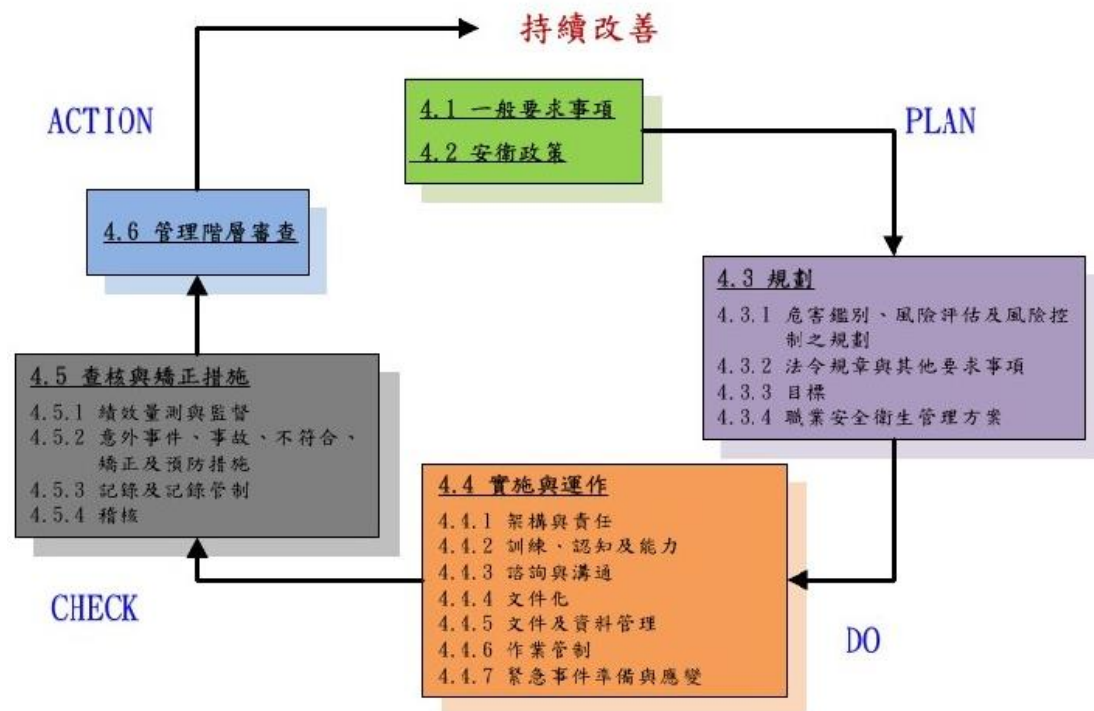 持續改善
ACTION
4.1 一般要求事項
4.2 安衛政策
PLAN
4.6 管理階層審查
4.3 規劃
4.3.1 危害鑑別、風險評估及風險控
制之規劃
4.3.2 法令規章與其他要求事項
4.3.3 目標
4.3.4 職業安全衛生管理方案
4.5 查核與矯正措施
4.5.1 績效量測與監督
4.5.2 意外事件、事故、不符合、
矯正及預防措施
4.5.3 記錄及記錄管制
4.5.4 稽核
4.4 實施與運作
4.4.1 架構與責任
4.4.2 訓練、認知及能力
4.4.3 諮詢與溝通
4.4.4 文件化
4.4.5 文件及資料管理
4.4.6 作業管制
4.4.7 緊急事件準備與應變
CHECK
DO